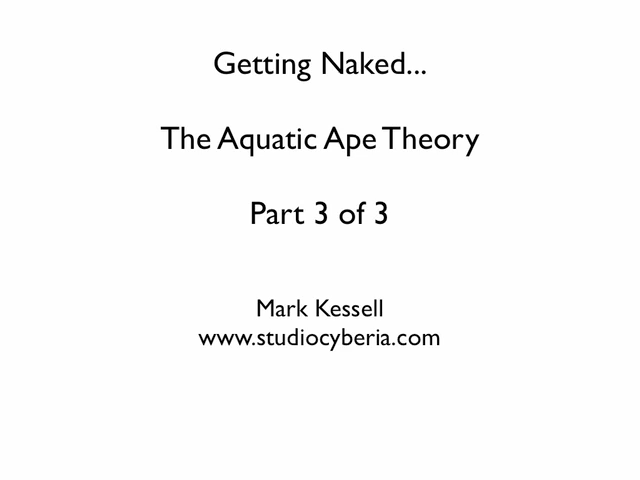 Getting Naked...
The Aquatic Ape Theory
Part 3 of 3
Mark Kessell
www.studiocyberia.com